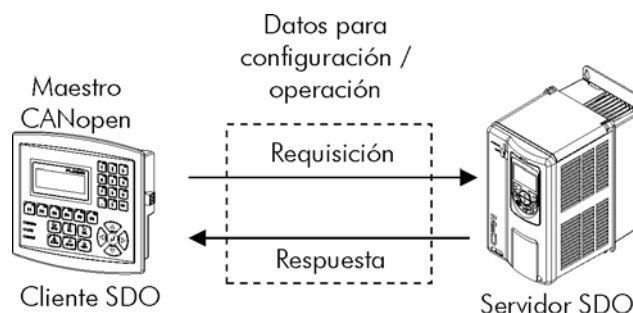 Datos para
configuración /
operación
Maestro
CANopen
Requisición
Respuesta
Cliente SDO
Servidor SDO